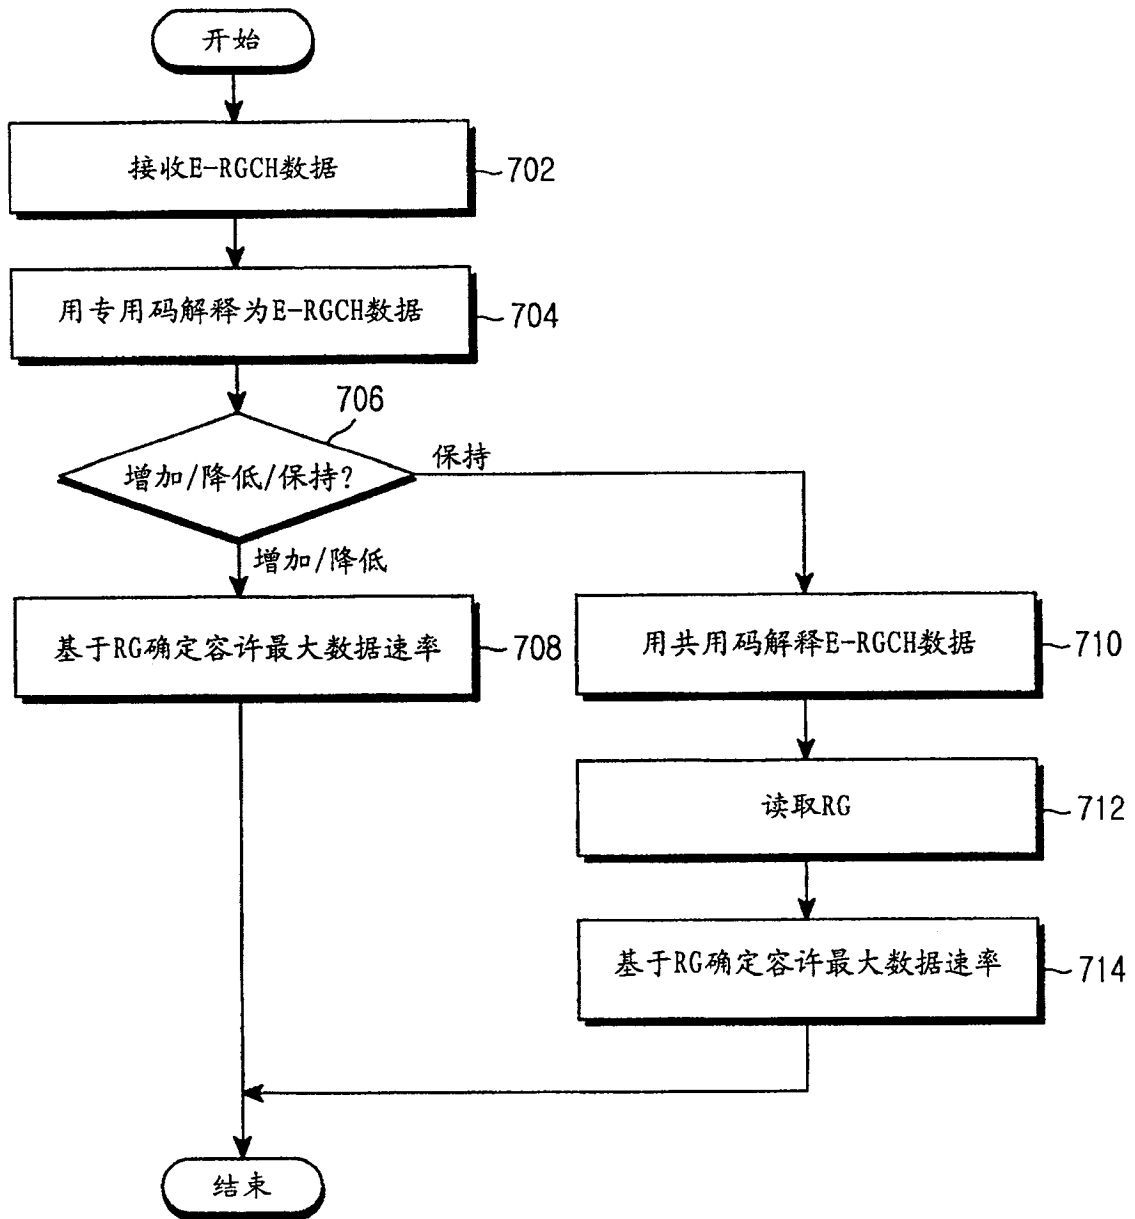 开始
接收E-RGCH数据
702
用专用码解释为E-RGCH数据
704
706
增加/降低/保持?
保持
增加/降低
基于RG确定容许最大数据速率
708
用共用码解释E-RGCH数据
710
读取RG
712
基于RG确定容许最大数据速率
714
结束